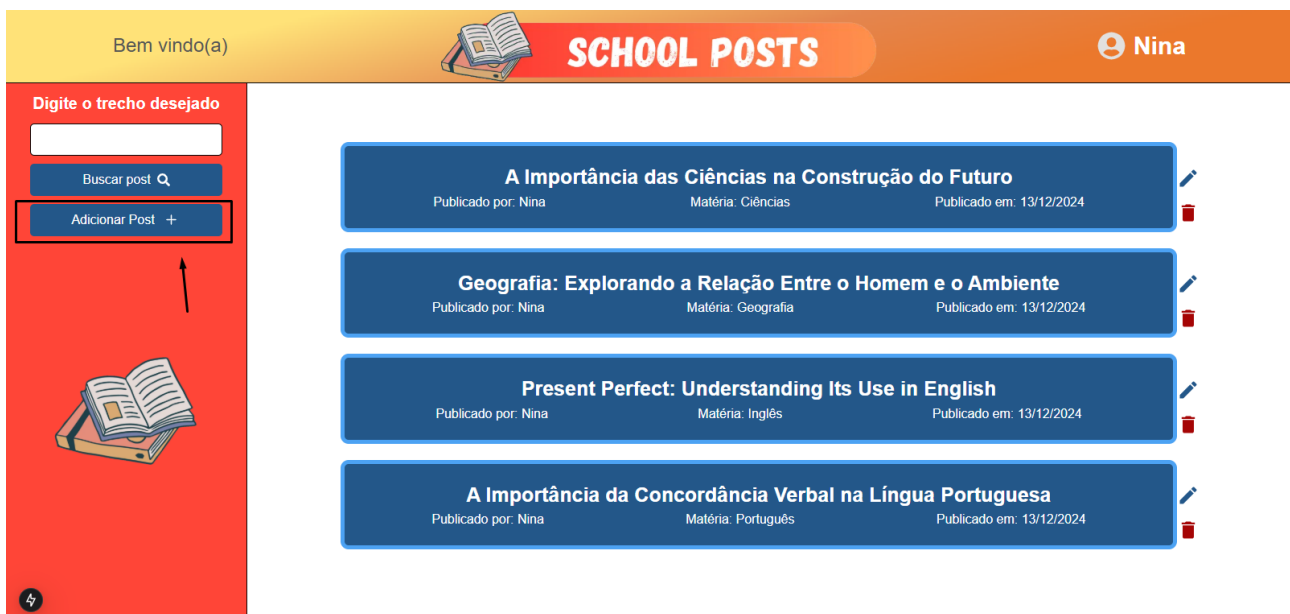 Bem vindo(a)
SCHOOL POSTS
Nina
Digite o trecho desejado
Buscar post
Adicionar Post +
A Importância das Ciências na Construção do Futuro
Publicado por: Nina Matéria: Ciências Publicado em: 13/12/2024
Geografia: Explorando a Relação Entre o Homem e o Ambiente
Publicado por: Nina Matéria: Geografia Publicado em: 13/12/2024
Present Perfect: Understanding Its Use in English
Publicado por: Nina Matéria: Inglês Publicado em: 13/12/2024
A Importância da Concordância Verbal na Língua Portuguesa
Publicado por: Nina Matéria: Português Publicado em: 13/12/2024